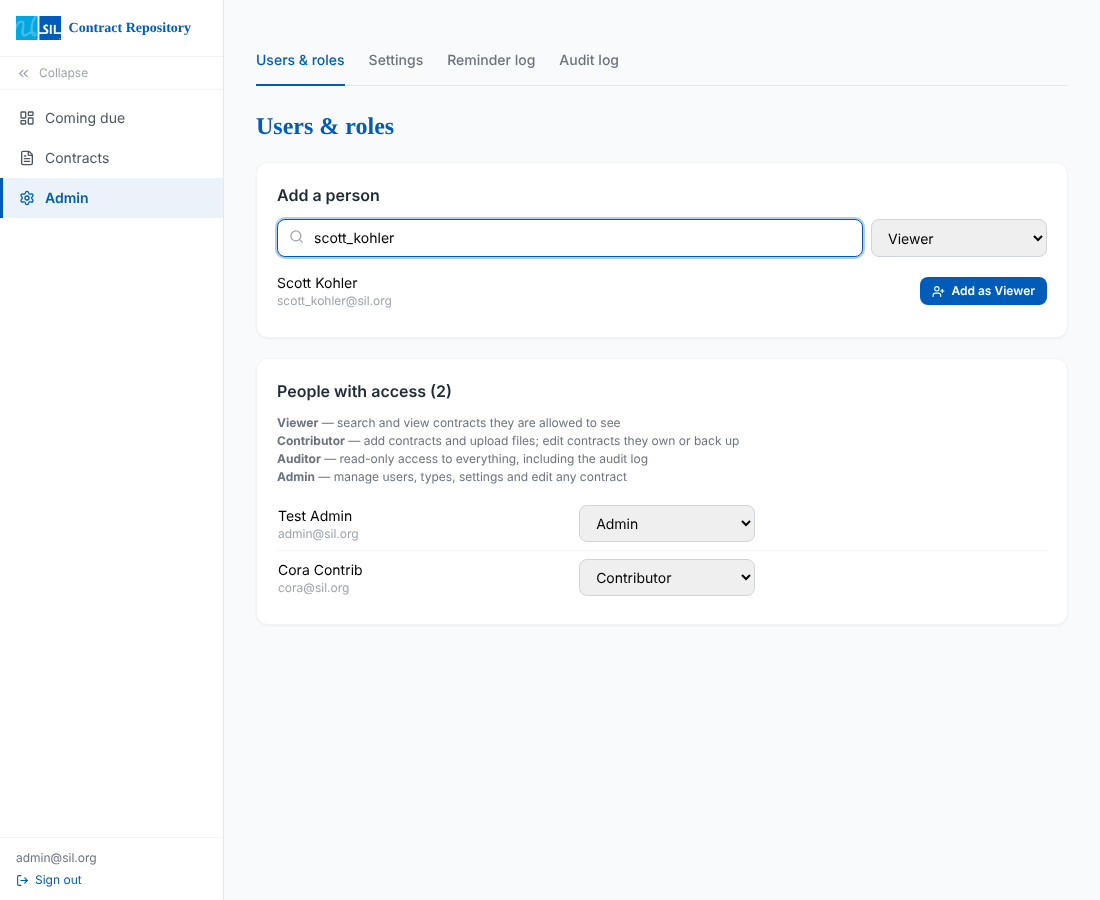 SIL Contract Repository
Collapse
Coming due
Contracts
Admin
admin@sil.org
Sign out
Users & roles Settings Reminder log Audit log
Users & roles
Add a person
scott_kohler Viewer
Scott Kohler
scott_kohler@sil.org
Add as Viewer
People with access (2)
Viewer — search and view contracts they are allowed to see
Contributor — add contracts and upload files; edit contracts they own or back up
Auditor — read-only access to everything, including the audit log
Admin — manage users, types, settings and edit any contract
Test Admin
admin@sil.org
Admin
Cora Contrib
cora@sil.org
Contributor